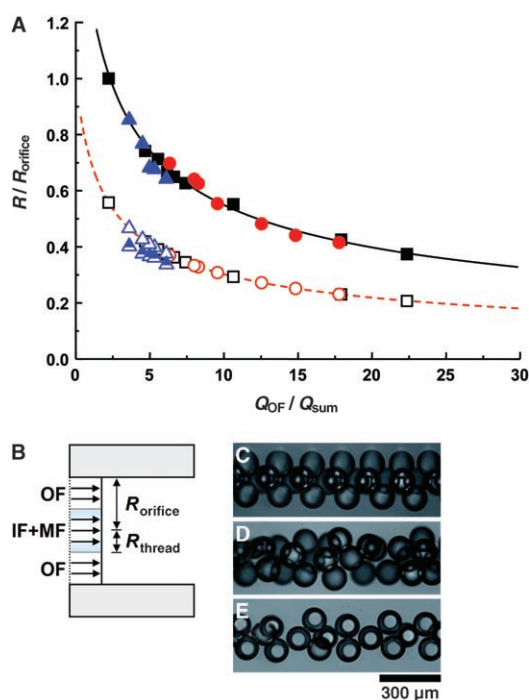 A
R / R_orifice
1.2
1.0
0.8
0.6
0.4
0.2
0.0
0 5 10 15 20 25 30
Q_OF / Q_sum
B
OF
IF+MF
OF
R_orifice
R_thread
C
D
E
300 µm